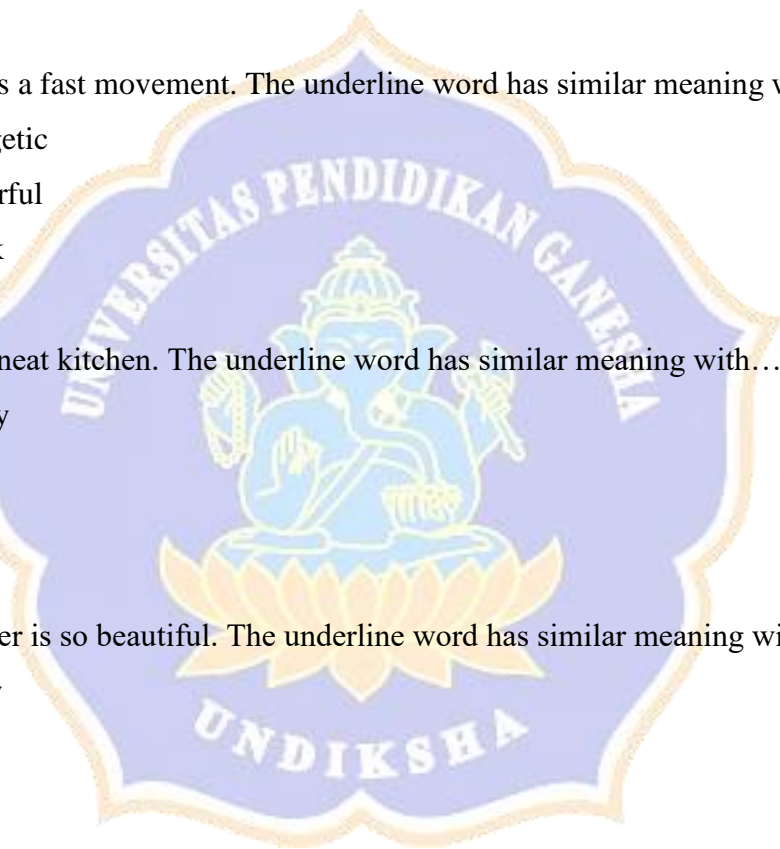 s a fast movement. The underline word has similar meaning
getic
rful
UNIVERSITAS PENDIDIKAN GANESHA
neat kitchen. The underline word has similar meaning with…
y
er is so beautiful. The underline word has similar meaning
UNDIKSHA